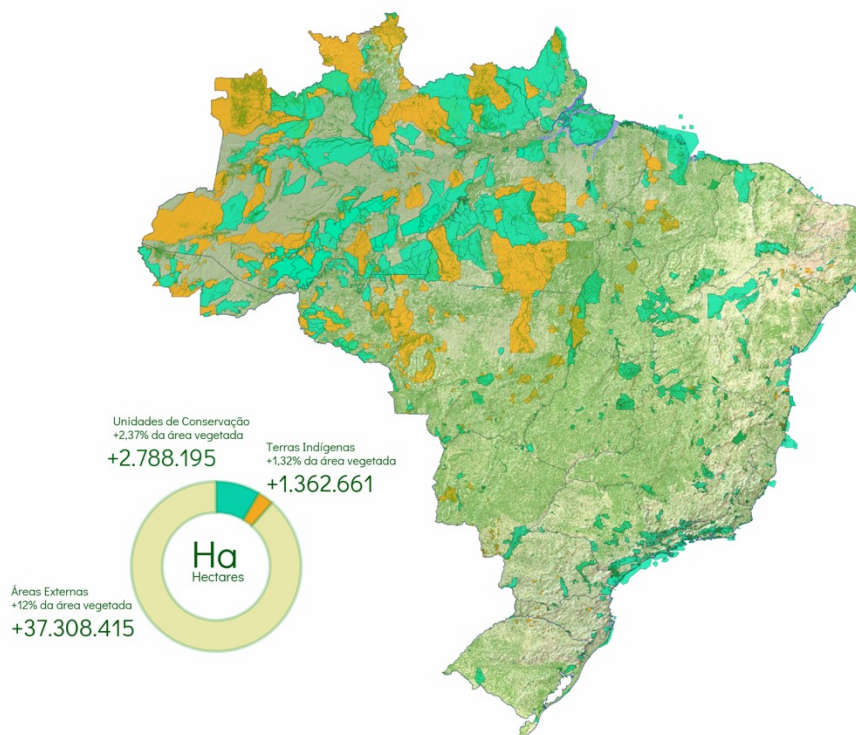 Unidades de Conservação
+2,37% da área vegetada
+2.788.195
Terras Indígenas
+1,32% da área vegetada
+1.362.661
Ha
Hectares
Áreas Externas
+12% da área vegetada
+37.308.415